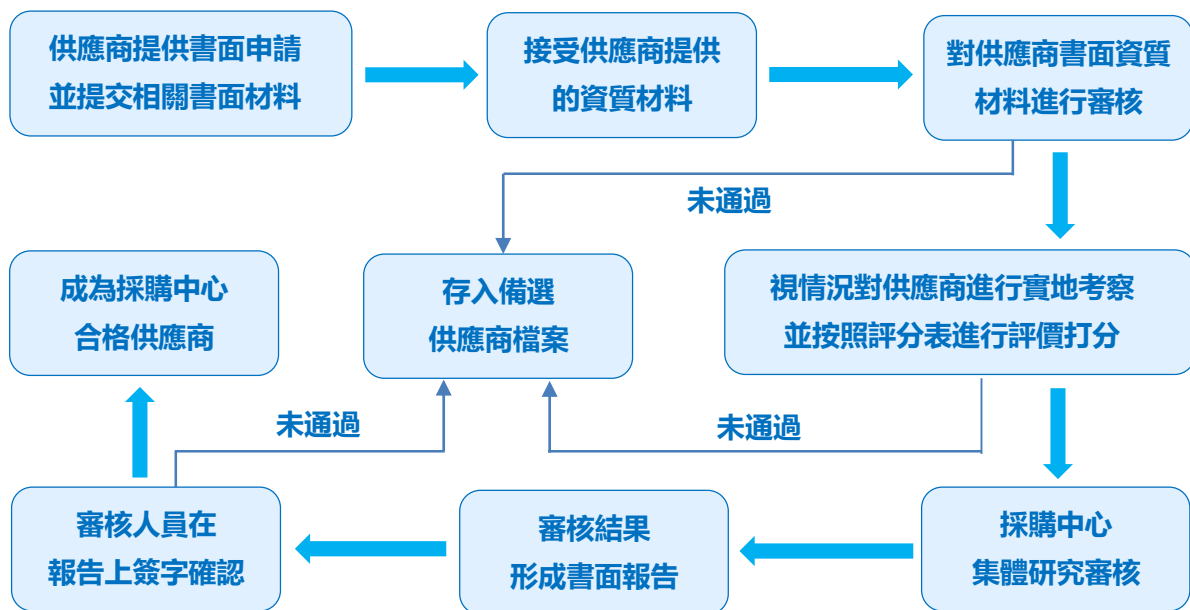 供應商提供書面申請
並提交相關書面材料
接受供應商提供
的資質材料
對供應商書面資質
材料進行審核
未通過
成為採購中心
合格供應商
存入備選
供應商檔案
視情況對供應商進行實地考察
並按照評分表進行評價打分
未通過
未通過
審核人員在
報告上簽字確認
審核結果
形成書面報告
採購中心
集體研究審核